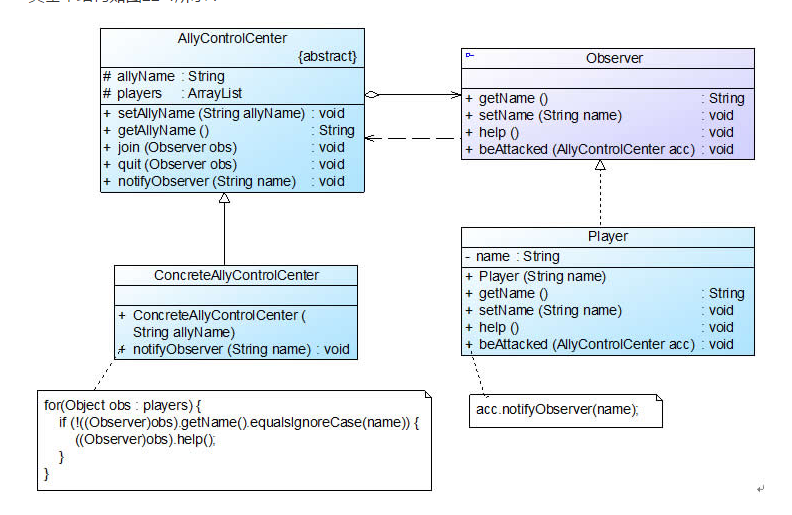 AllyControlCenter
{abstract}
# allyName : String
# players : ArrayList
+ setAllyName (String allyName) : void
+ getAllyName () : String
+ join (Observer obs) : void
+ quit (Observer obs) : void
+ notifyObserver (String name) : void
Observer
+ getName () : String
+ setName (String name) : void
+ help () : void
+ beAttacked (AllyControlCenter acc) : void
ConcreteAllyControlCenter
+ ConcreteAllyControlCenter (
String allyName)
+ notifyObserver (String name) : void
Player
- name : String
+ Player (String name)
+ getName () : String
+ setName (String name) : void
+ help () : void
+ beAttacked (AllyControlCenter acc) : void
for(Object obs : players) {
if (!((Observer)obs).getName().equalsIgnoreCase(name)) {
((Observer)obs).help();
}
}
acc.notifyObserver(name);